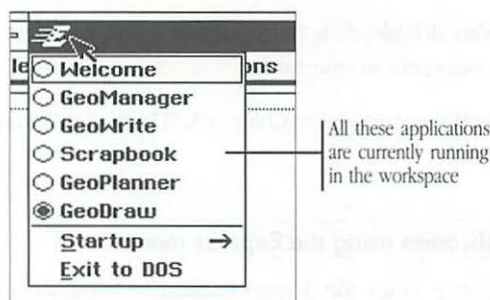 le
ons
Welcome
GeoManager
GeoWrite
Scrapbook
GeoPlanner
GeoDraw
Startup
Exit to DOS
All these applications
are currently running
in the workspace